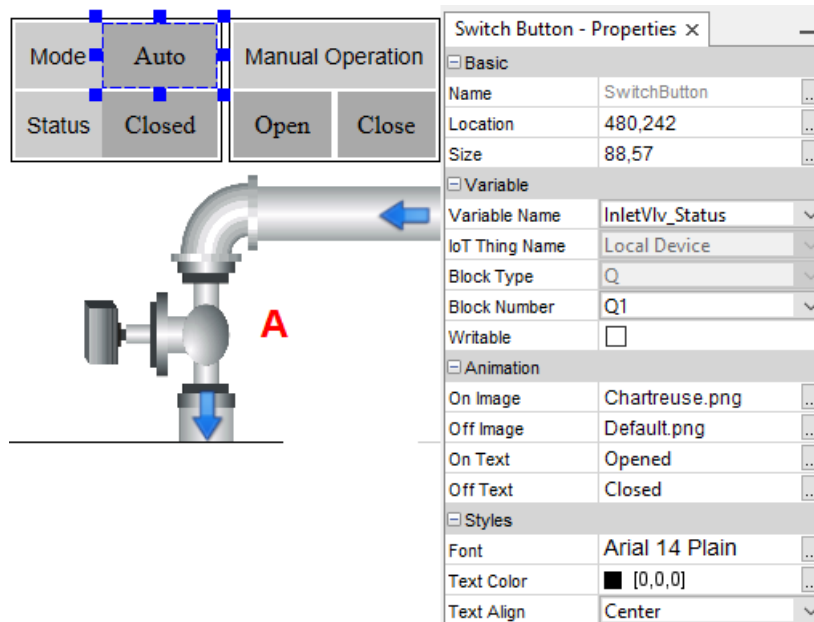 Mode Auto Manual Operation
Status Closed Open Close
A
Switch Button - Properties ×
Basic
Name SwitchButton ...
Location 480,242 ...
Size 88,57 ...
Variable
Variable Name InletVlv_Status
IoT Thing Name Local Device
Block Type Q
Block Number Q1
Writable
Animation
On Image Chartreuse.png ...
Off Image Default.png ...
On Text Opened ...
Off Text Closed ...
Styles
Font Arial 14 Plain ...
Text Color [0,0,0] ...
Text Align Center